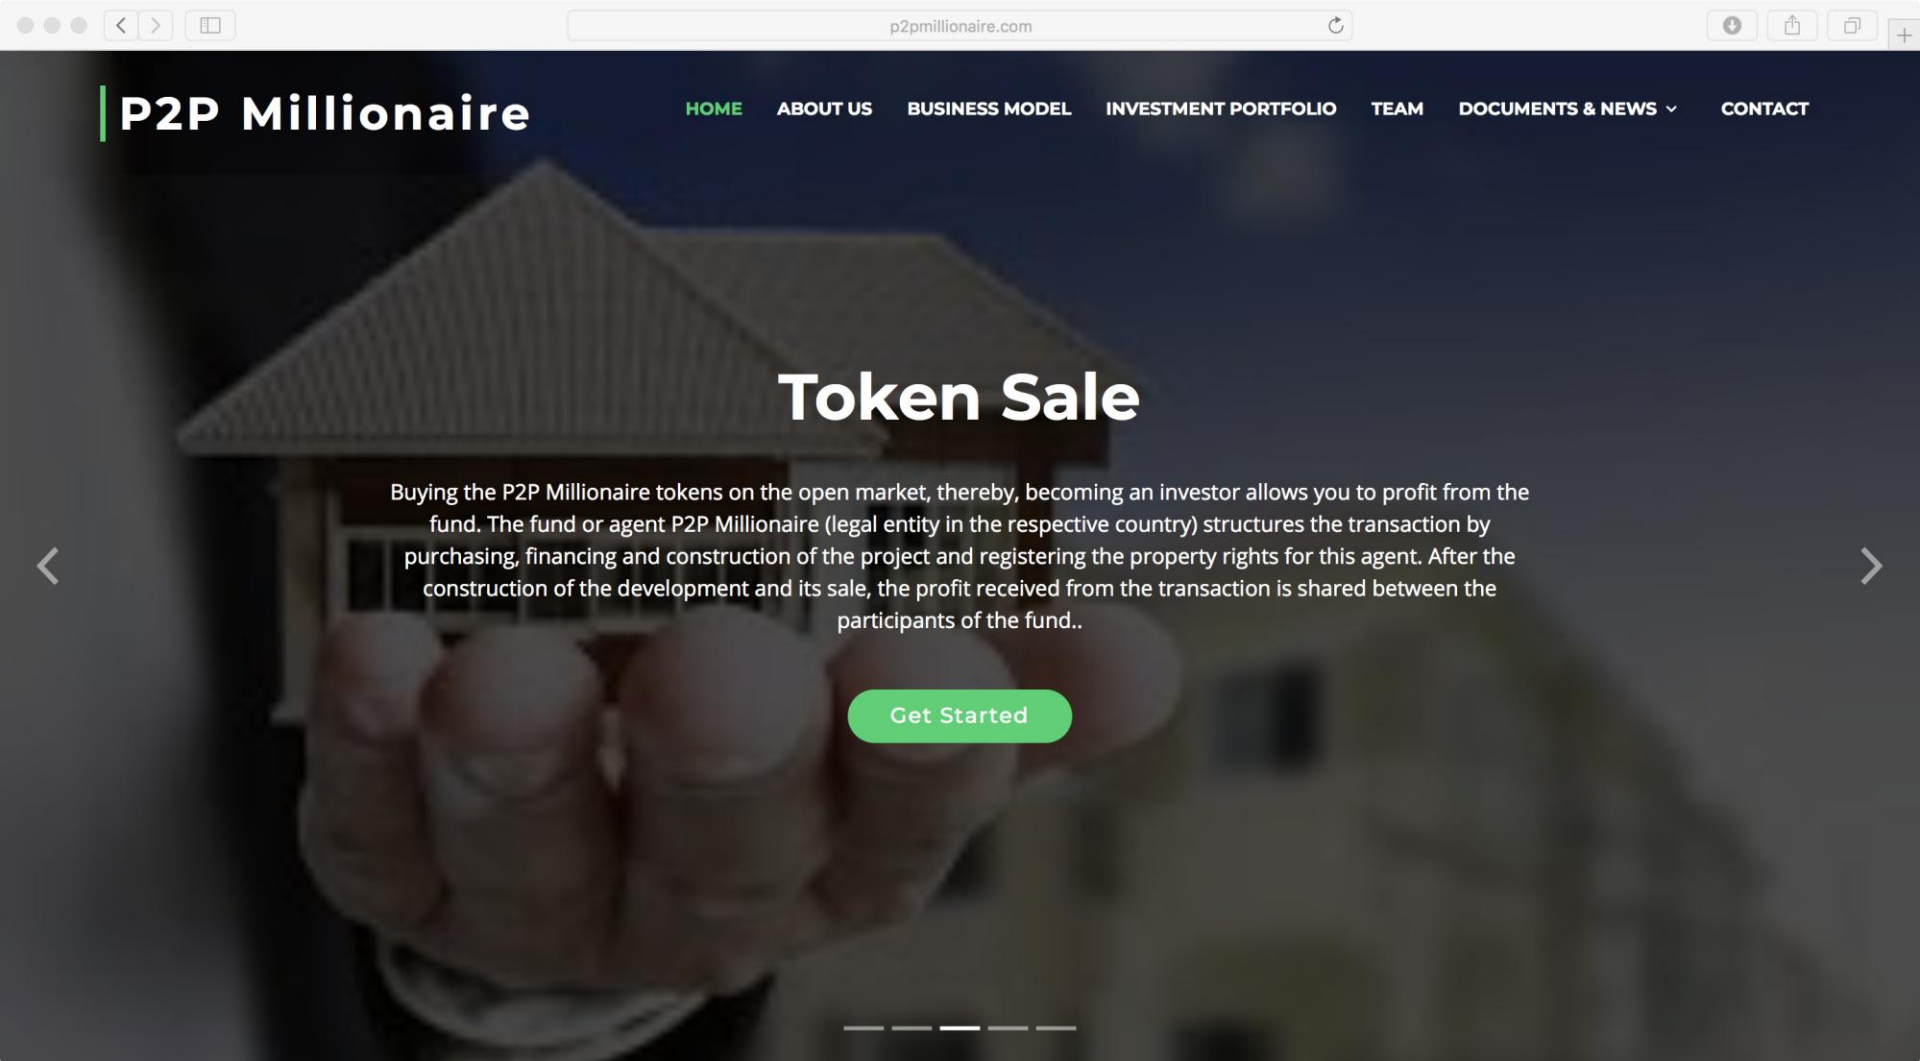 p2pmillionaire.com
P2P Millionaire
HOME ABOUT US BUSINESS MODEL INVESTMENT PORTFOLIO TEAM DOCUMENTS & NEWS CONTACT
Token Sale
Buying the P2P Millionaire tokens on the open market, thereby, becoming an investor allows you to profit from the
fund. The fund or agent P2P Millionaire (legal entity in the respective country) structures the transaction by
purchasing, financing and construction of the project and registering the property rights for this agent. After the
construction of the development and its sale, the profit received from the transaction is shared between the
participants of the fund..
Get Started